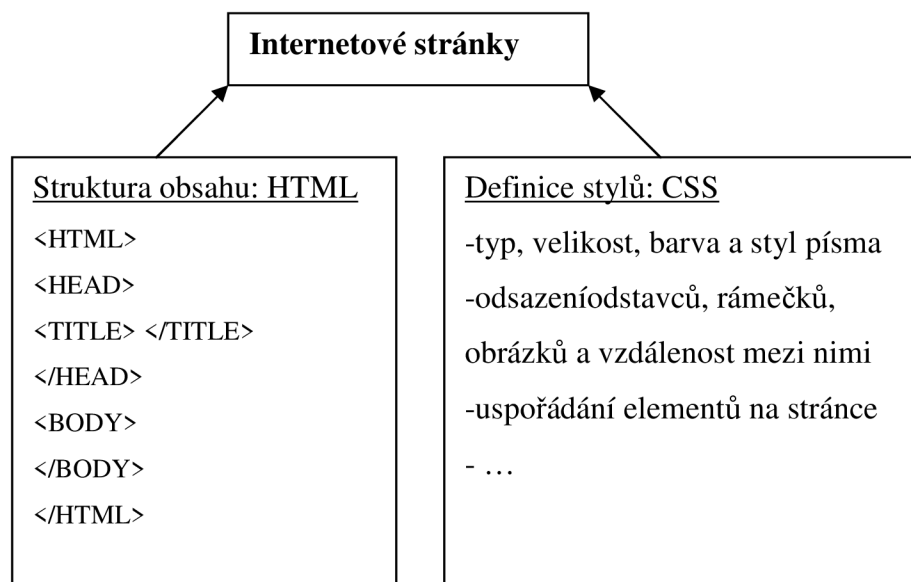 Internetové stránky
Struktura obsahu: HTML
<HTML>
<HEAD>
<TITLE> </TITLE>
</HEAD>
<BODY>
</BODY>
</HTML>
Definice stylů: CSS
-typ, velikost, barva a styl písma
-odsazeníodstavců, rámečků,
obrázků a vzdálenost mezi nimi
-uspořádání elementů na stránce
- …